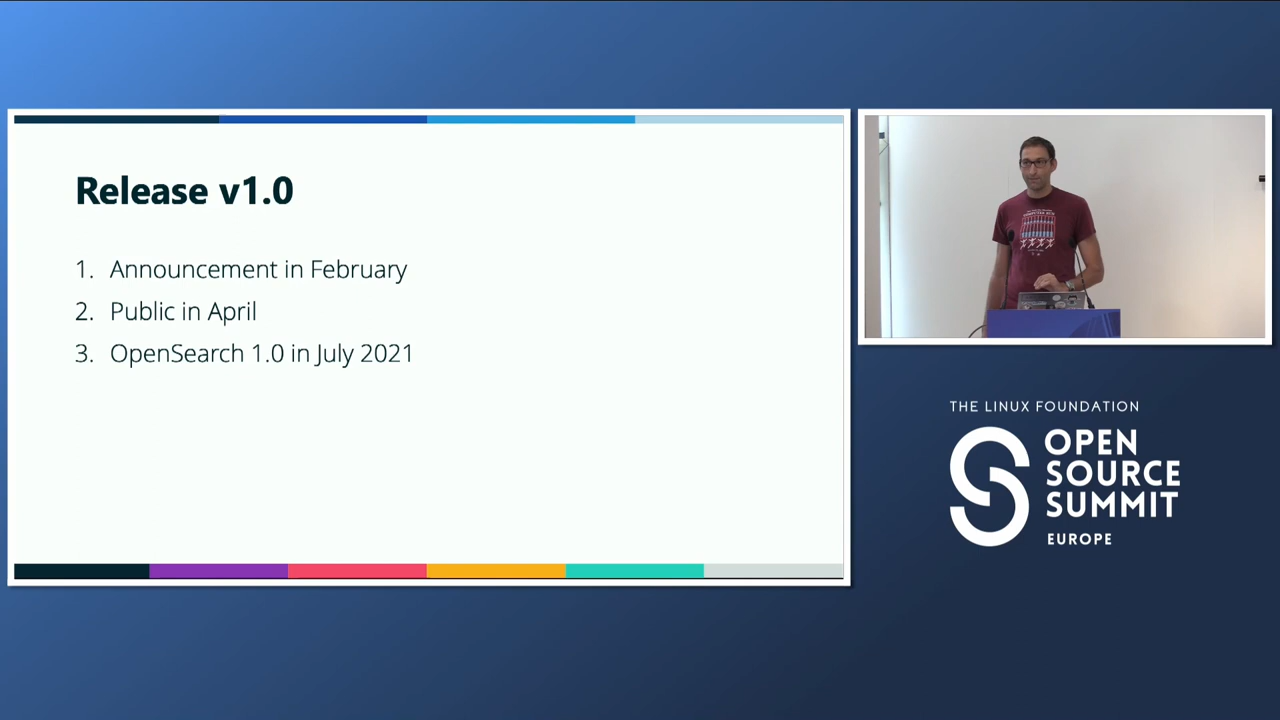 Release v1.0
1. Announcement in February
2. Public in April
3. OpenSearch 1.0 in July 2021
THE LINUX FOUNDATION
OPEN
SOURCE
SUMMIT
EUROPE